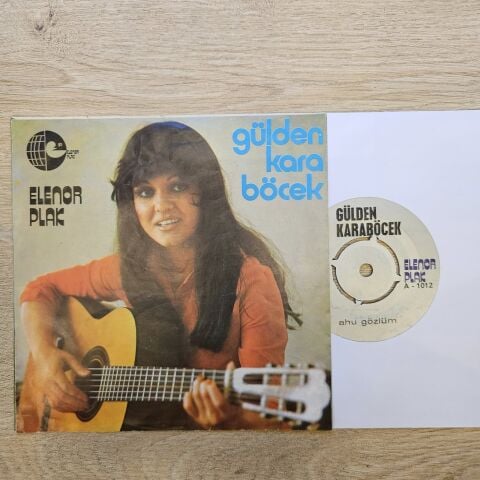 gülden
kara
böcek
ELENOR
PLAK
GÜLDEN
KARABÖCEK
ELENOR
PLAK
A - 1012
ahu gözlüm